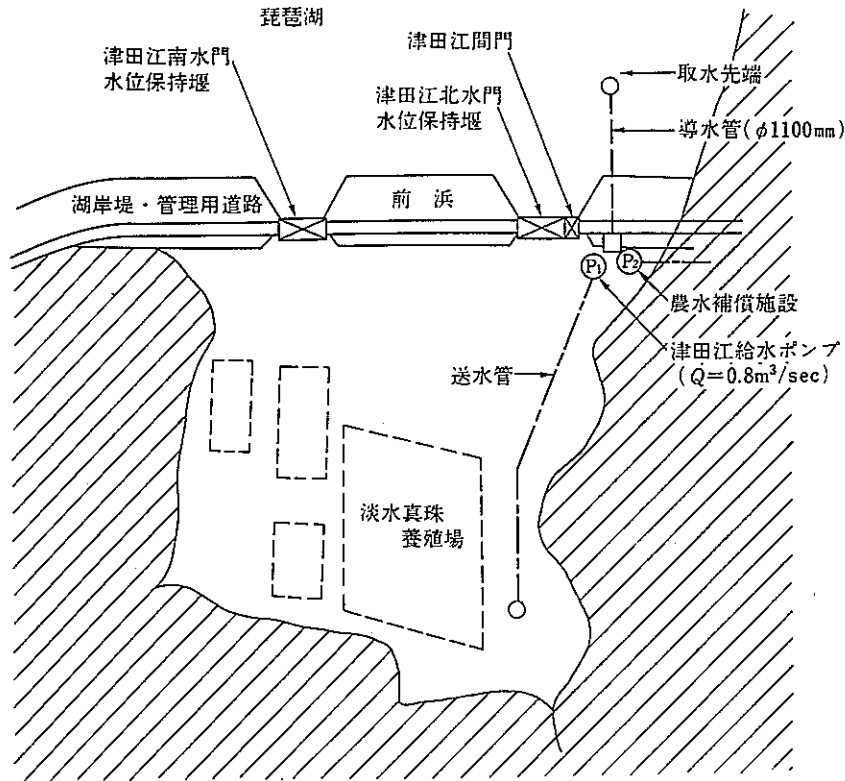 琵琶湖
津田江南水門
水位保持堰
津田江閘門
津田江北水門
水位保持堰
取水先端
導水管(φ1100mm)
湖岸堤・管理用道路
前浜
P1
P2
農水補償施設
津田江給水ポンプ
(Q=0.8m³/sec)
送水管
淡水真珠
養殖場